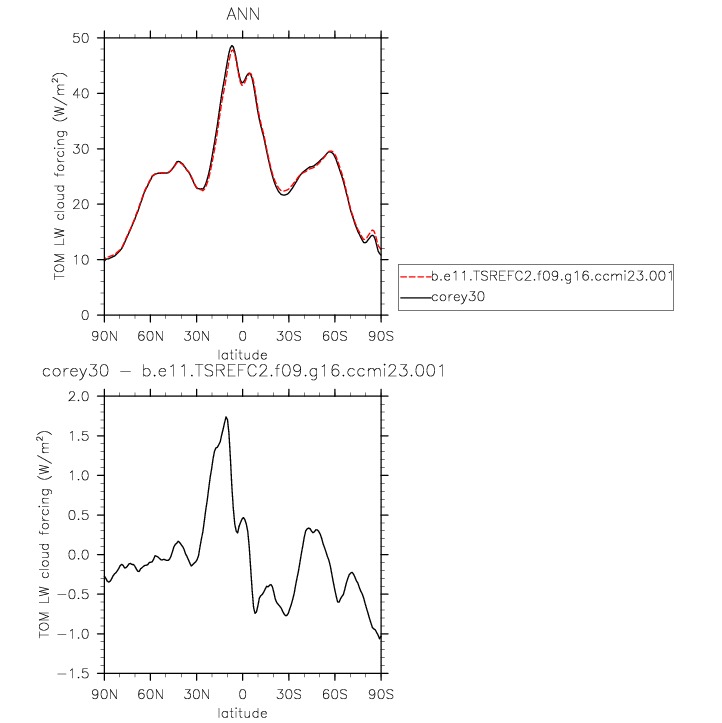 ANN
TOM LW cloud forcing (W/m²)
50
40
30
20
10
0
90N 60N 30N 0 30S 60S 90S
latitude
b.e11.TSREFC2.f09.g16.ccmi23.001
corey30
corey30 − b.e11.TSREFC2.f09.g16.ccmi23.001
TOM LW cloud forcing (W/m²)
2.0
1.5
1.0
0.5
0.0
−0.5
−1.0
−1.5
90N 60N 30N 0 30S 60S 90S
latitude